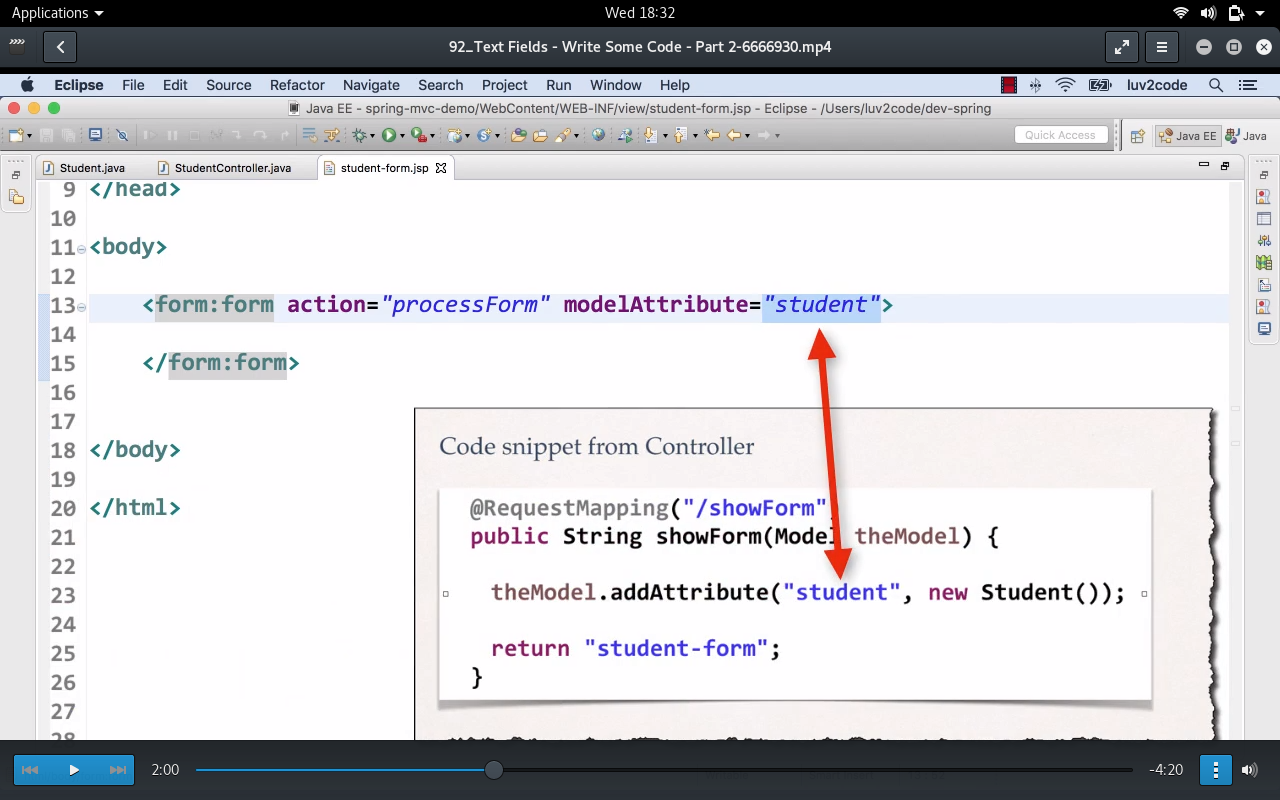 Applications
Wed 18:32
92_Text Fields - Write Some Code - Part 2-6666930.mp4
Eclipse File Edit Source Refactor Navigate Search Project Run Window Help
luv2code
Java EE - spring-mvc-demo/WebContent/WEB-INF/view/student-form.jsp - Eclipse - /Users/luv2code/dev-spring
Quick Access
Java EE
Java
Student.java
StudentController.java
student-form.jsp
9 </head>
10
11 <body>
12
13 <form:form action="processForm" modelAttribute="student">
14
15 </form:form>
16
17
18 </body>
19
20 </html>
21
22
23
24
25
26
27
28
Code snippet from Controller
@RequestMapping("/showForm"
public String showForm(Model theModel) {
theModel.addAttribute("student", new Student());
return "student-form";
}
2:00
-4:20